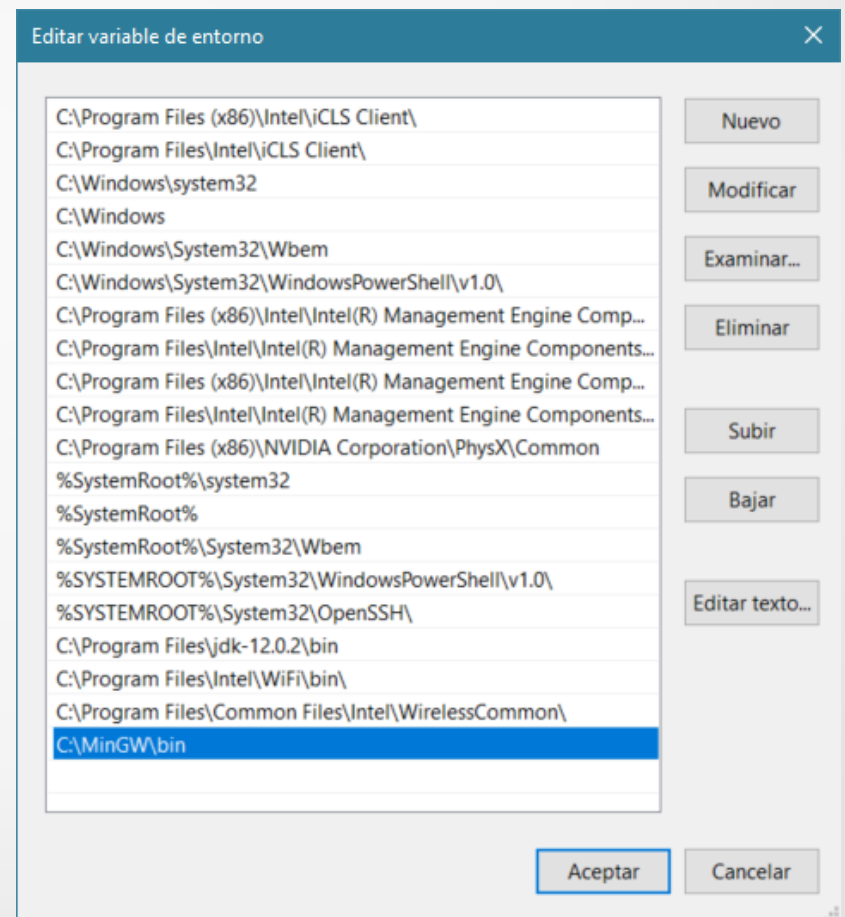 Editar variable de entorno
C:\Program Files (x86)\Intel\iCLS Client\
C:\Program Files\Intel\iCLS Client\
C:\Windows\system32
C:\Windows
C:\Windows\System32\Wbem
C:\Windows\System32\WindowsPowerShell\v1.0\
C:\Program Files (x86)\Intel\Intel(R) Management Engine Comp...
C:\Program Files\Intel\Intel(R) Management Engine Components...
C:\Program Files (x86)\Intel\Intel(R) Management Engine Comp...
C:\Program Files\Intel\Intel(R) Management Engine Components...
C:\Program Files (x86)\NVIDIA Corporation\PhysX\Common
%SystemRoot%\system32
%SystemRoot%
%SystemRoot%\System32\Wbem
%SYSTEMROOT%\System32\WindowsPowerShell\v1.0\
%SYSTEMROOT%\System32\OpenSSH\
C:\Program Files\jdk-12.0.2\bin
C:\Program Files\Intel\WiFi\bin\
C:\Program Files\Common Files\Intel\WirelessCommon\
C:\MinGW\bin
Nuevo
Modificar
Examinar...
Eliminar
Subir
Bajar
Editar texto...
Aceptar
Cancelar